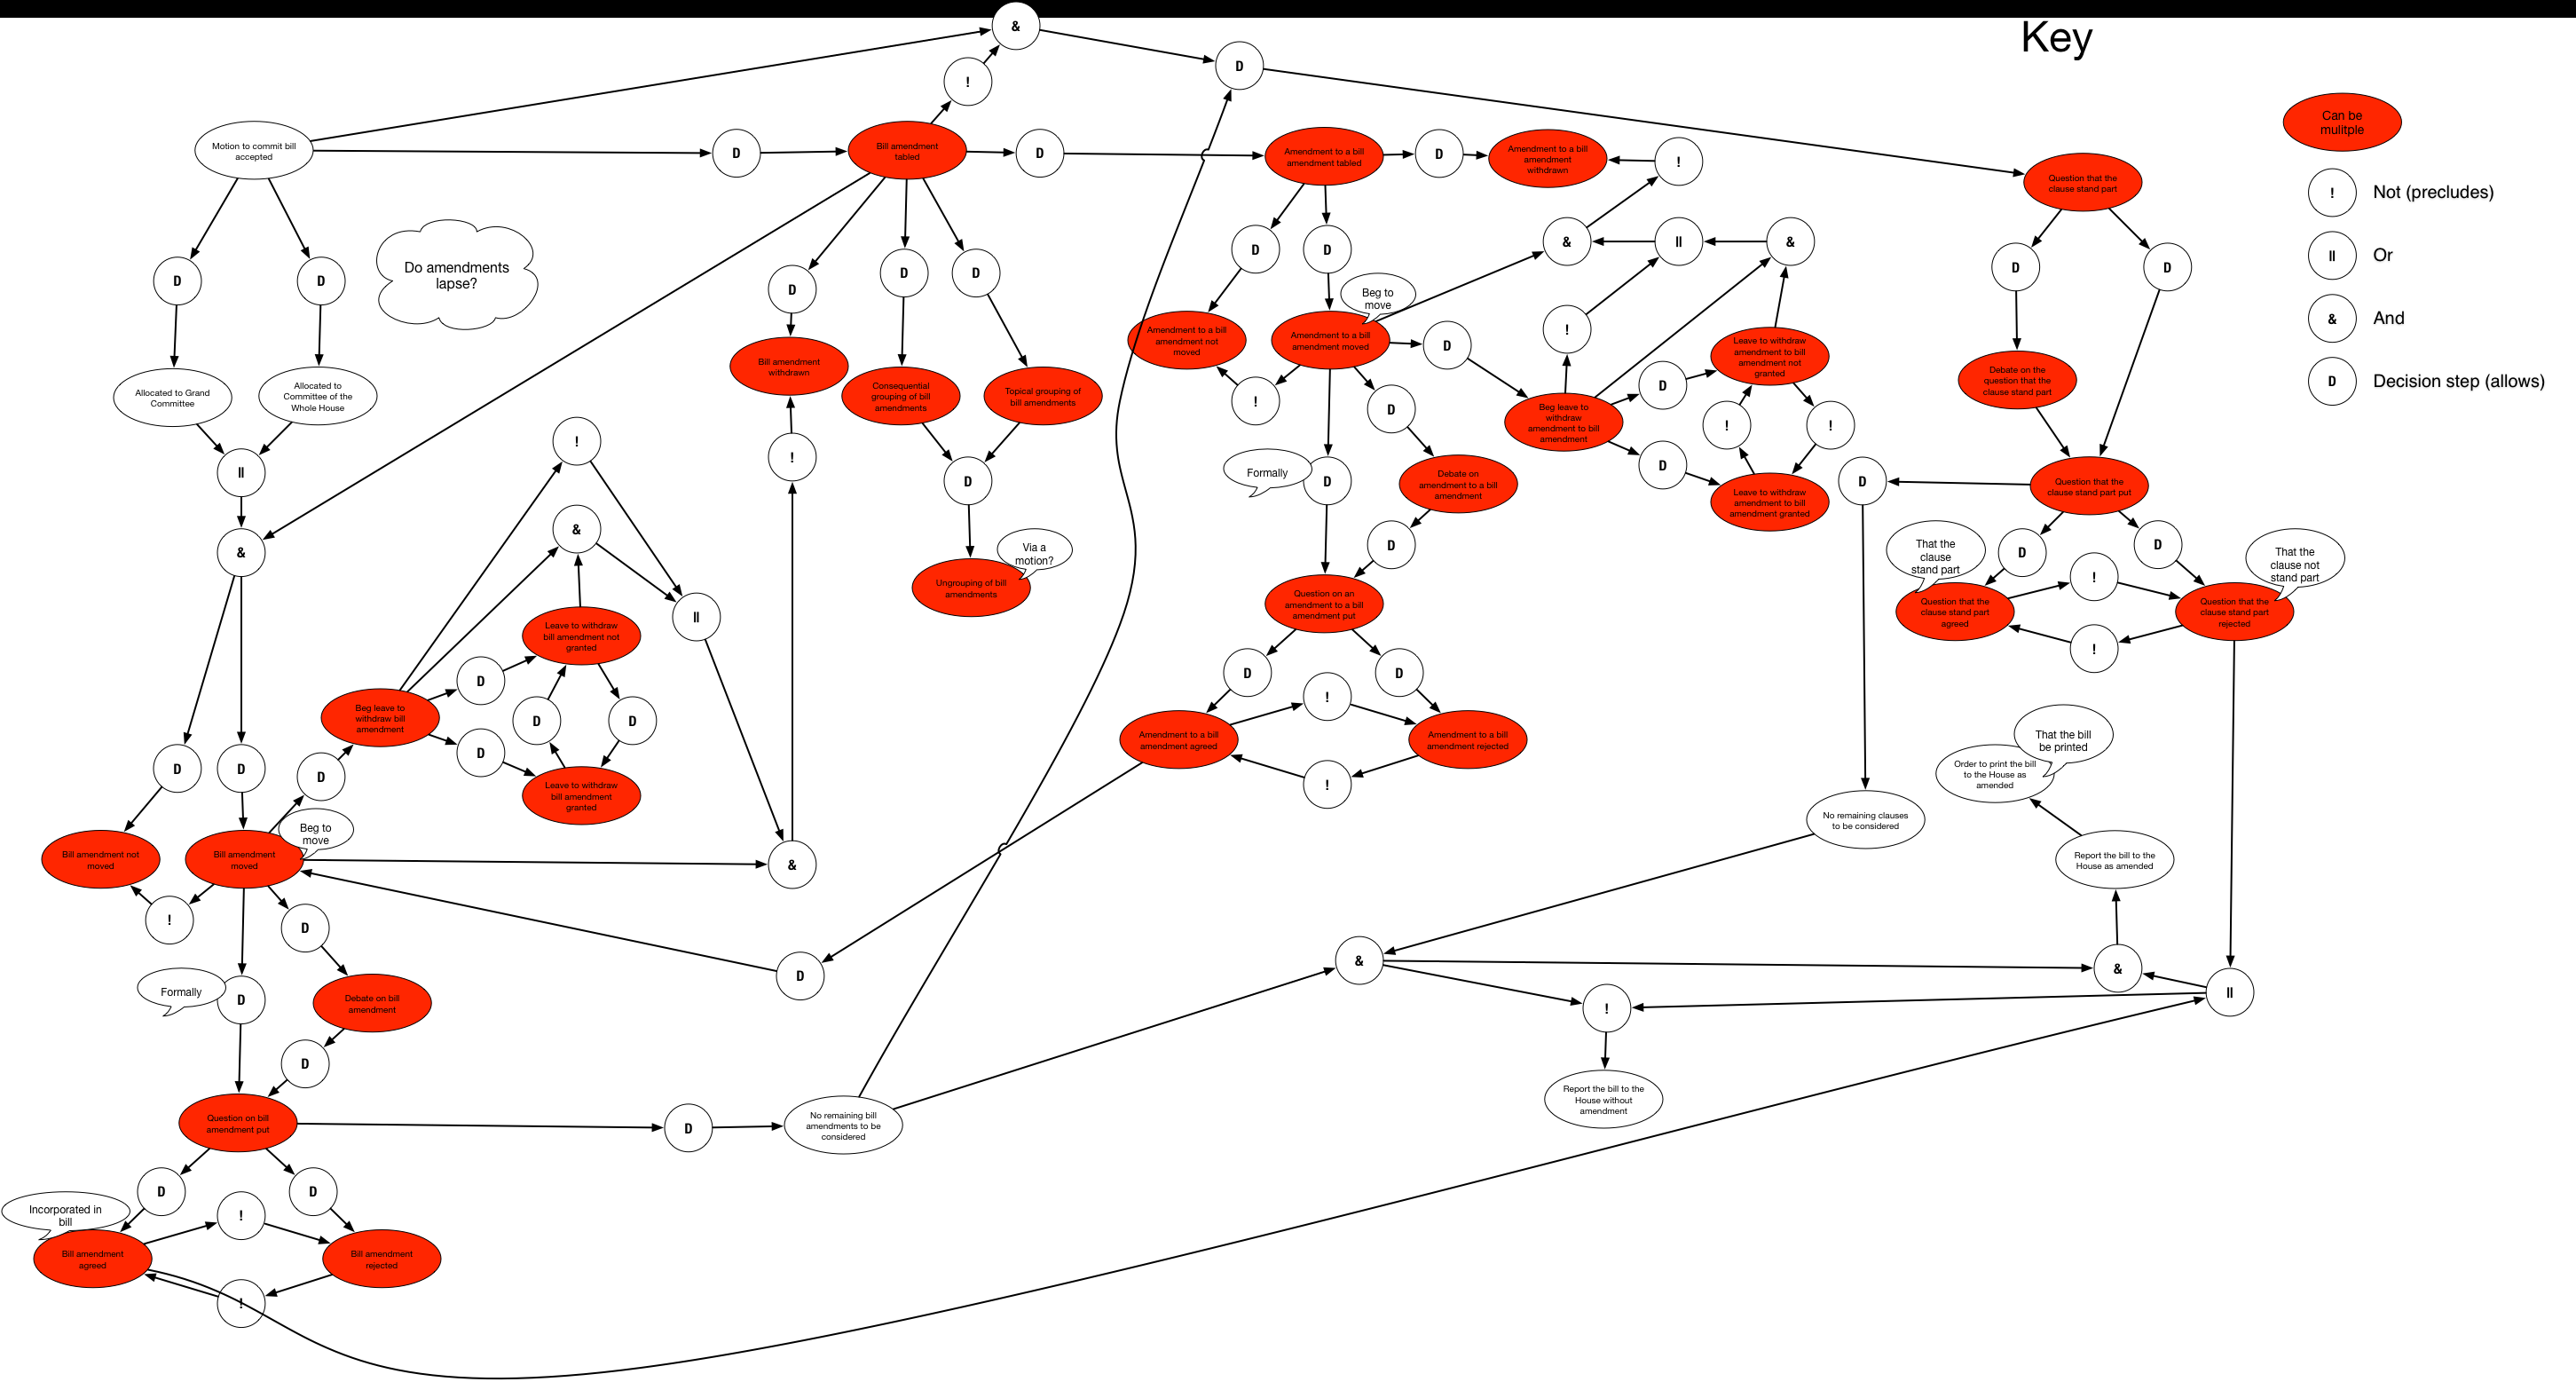 &
Key
D
!
Can be
mulitple
Motion to commit bill
accepted
D
Bill amendment
tabled
D
Amendment to a bill
amendment tabled
D
Amendment to a bill
amendment
withdrawn
!
Question that the
clause stand part
!
Not (precludes)
D
D
Do amendments
lapse?
D
D
D
D
D
&
||
&
D
D
||
Or
Beg to
move
&
And
Allocated to Grand
Committee
Allocated to
Committee of the
Whole House
Bill amendment
withdrawn
Consequential
grouping of bill
amendments
Topical grouping of
bill amendments
Amendment to a bill
amendment not
moved
Amendment to a bill
amendment moved
D
!
Leave to withdraw
amendment to bill
amendment not
granted
Debate on the
question that the
clause stand part
D
Decision step (allows)
!
D
Beg leave to
withdraw
amendment to bill
amendment
D
!
!
||
!
!
D
Formally
D
Debate on
amendment to a bill
amendment
D
Leave to withdraw
amendment to bill
amendment granted
D
Question that the
clause stand part put
&
&
Via a
motion?
Ungrouping of bill
amendments
D
That the
clause
stand part
D
D
That the
clause not
stand part
!
Question on an
amendment to a bill
amendment put
Question that the
clause stand part
agreed
Question that the
clause stand part
rejected
!
Leave to withdraw
bill amendment not
granted
||
D
Beg leave to
withdraw bill
amendment
D
D
D
D
D
!
Amendment to a bill
amendment agreed
Amendment to a bill
amendment rejected
!
That the bill
be printed
Order to print the bill
to the House as
amended
D
D
D
Leave to withdraw
bill amendment
granted
No remaining clauses
to be considered
Beg to
move
Bill amendment not
moved
Bill amendment
moved
&
Report the bill to the
House as amended
!
D
D
&
&
||
Formally
D
Debate on bill
amendment
!
D
Report the bill to the
House without
amendment
Question on bill
amendment put
D
No remaining bill
amendments to be
considered
D
D
Incorporated in
bill
!
Bill amendment
agreed
Bill amendment
rejected
!